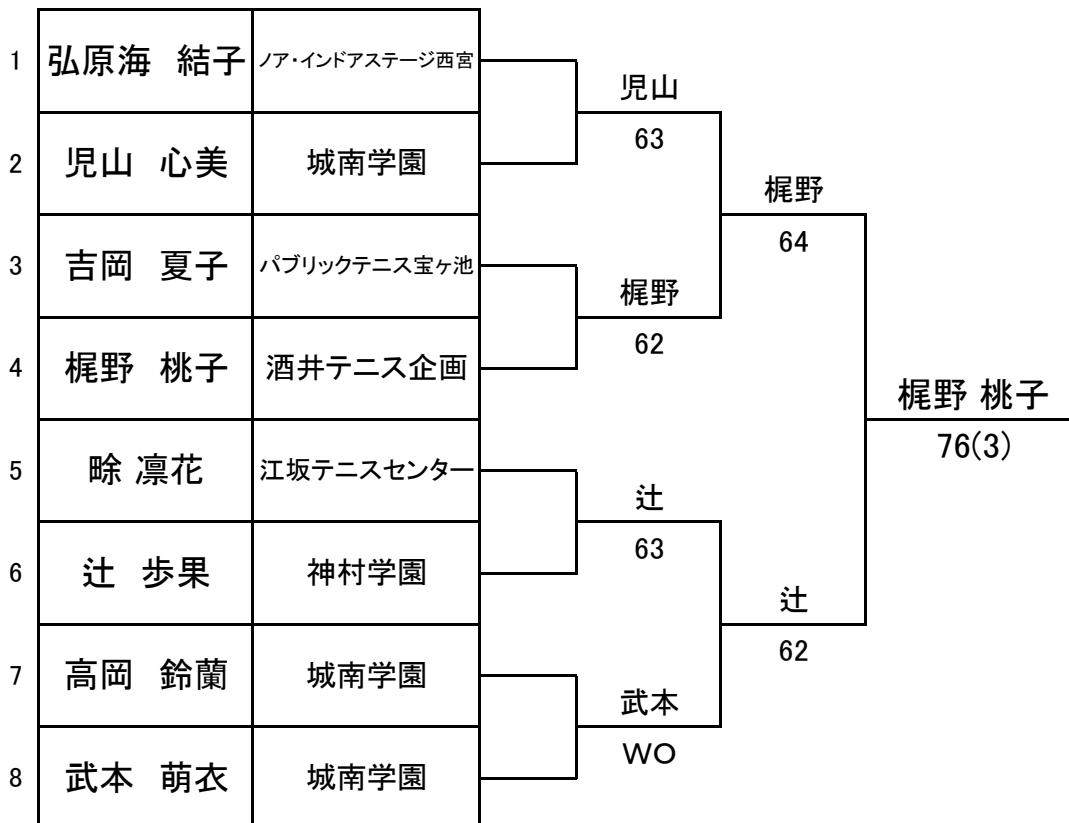 1 弘原海 結子 ノア・インドアステージ西宮
児山
63
2 児山 心美 城南学園
梶野
64
3 吉岡 夏子 パブリックテニス宝ヶ池
梶野
62
4 梶野 桃子 酒井テニス企画
梶野 桃子
76(3)
5 畭 凛花 江坂テニスセンター
辻
63
6 辻 歩果 神村学園
辻
62
7 高岡 鈴蘭 城南学園
武本
WO
8 武本 萌衣 城南学園